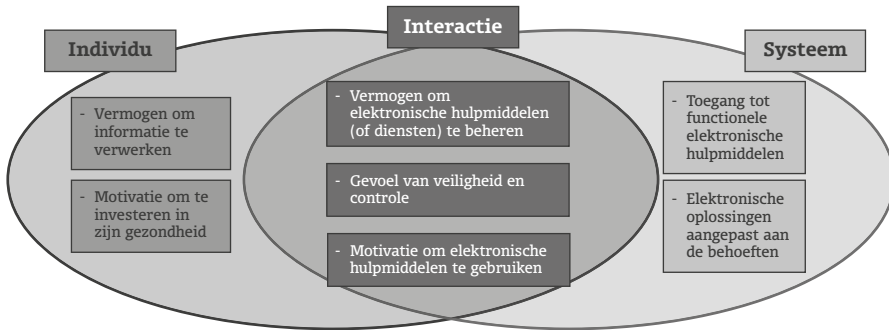 Individu
- Vermogen om
informatie te
verwerken
- Motivatie om te
investeren in
zijn gezondheid
Interactie
- Vermogen om
elektronische hulpmiddelen
(of diensten) te beheren
- Gevoel van veiligheid en
controle
- Motivatie om elektronische
hulpmiddelen te gebruiken
Systeem
- Toegang tot
functionele
elektronische
hulpmiddelen
- Elektronische
oplossingen
aangepast aan
de behoeften